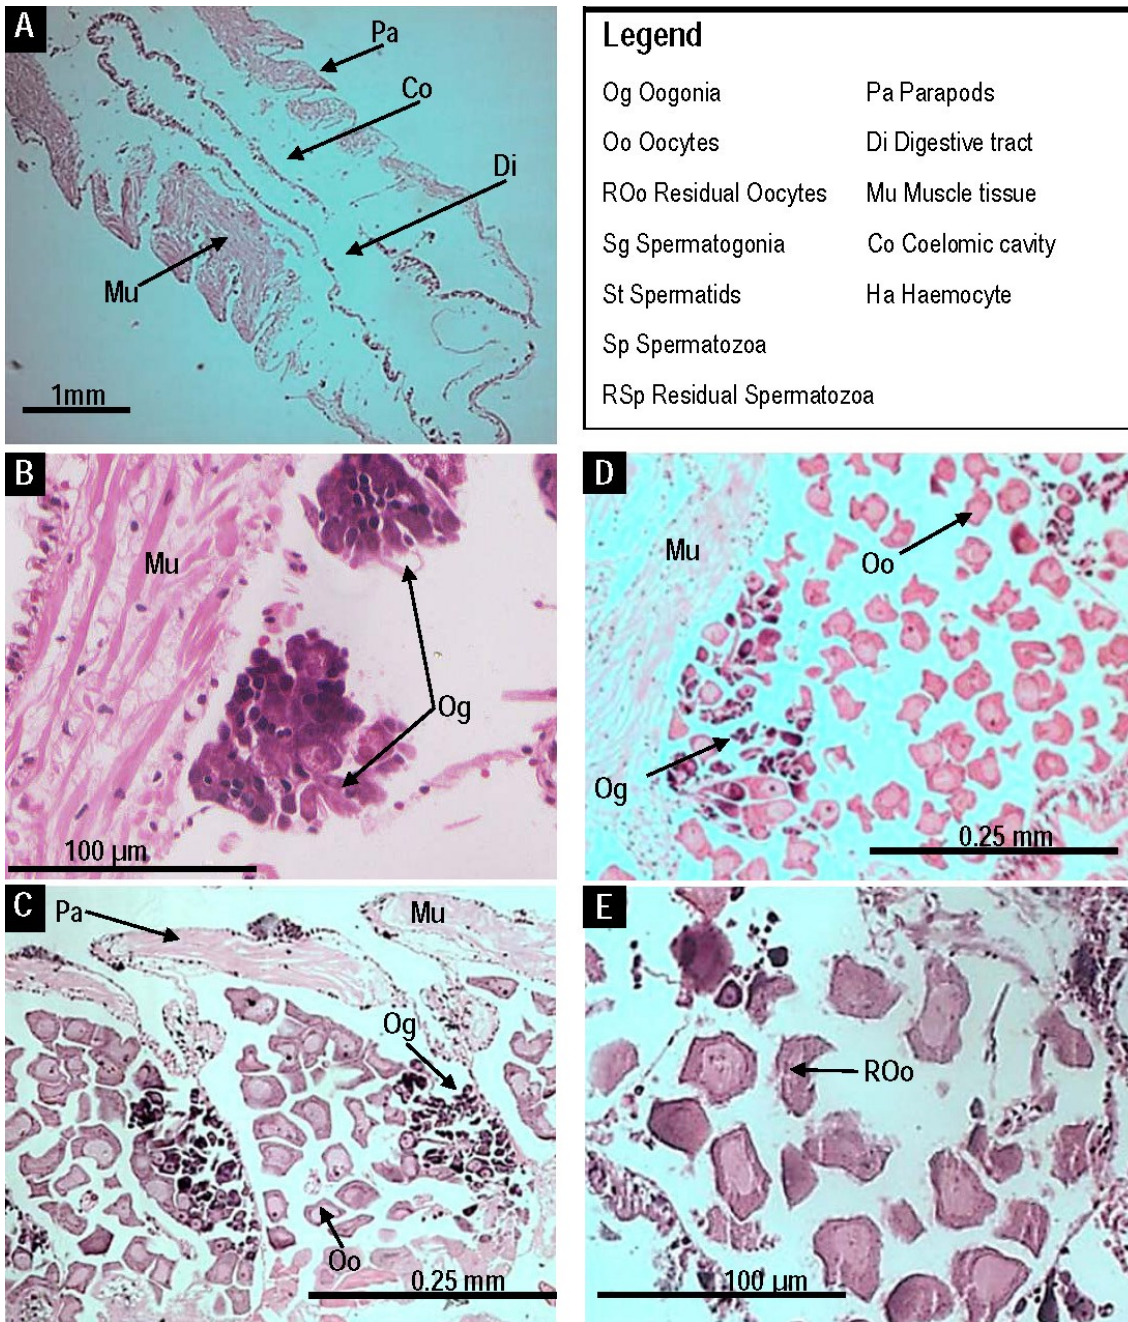 A
Pa
Co
Di
Mu
1mm
Legend
Og Oogonia
Pa Parapods
Oo Oocytes
Di Digestive tract
ROo Residual Oocytes
Mu Muscle tissue
Sg Spermatogonia
Co Coelomic cavity
St Spermatids
Ha Haemocyte
Sp Spermatozoa
RSp Residual Spermatozoa
B
Mu
Og
100 µm
D
Mu
Oo
Og
0.25 mm
C
Pa
Mu
Og
Oo
0.25 mm
E
ROo
100 µm